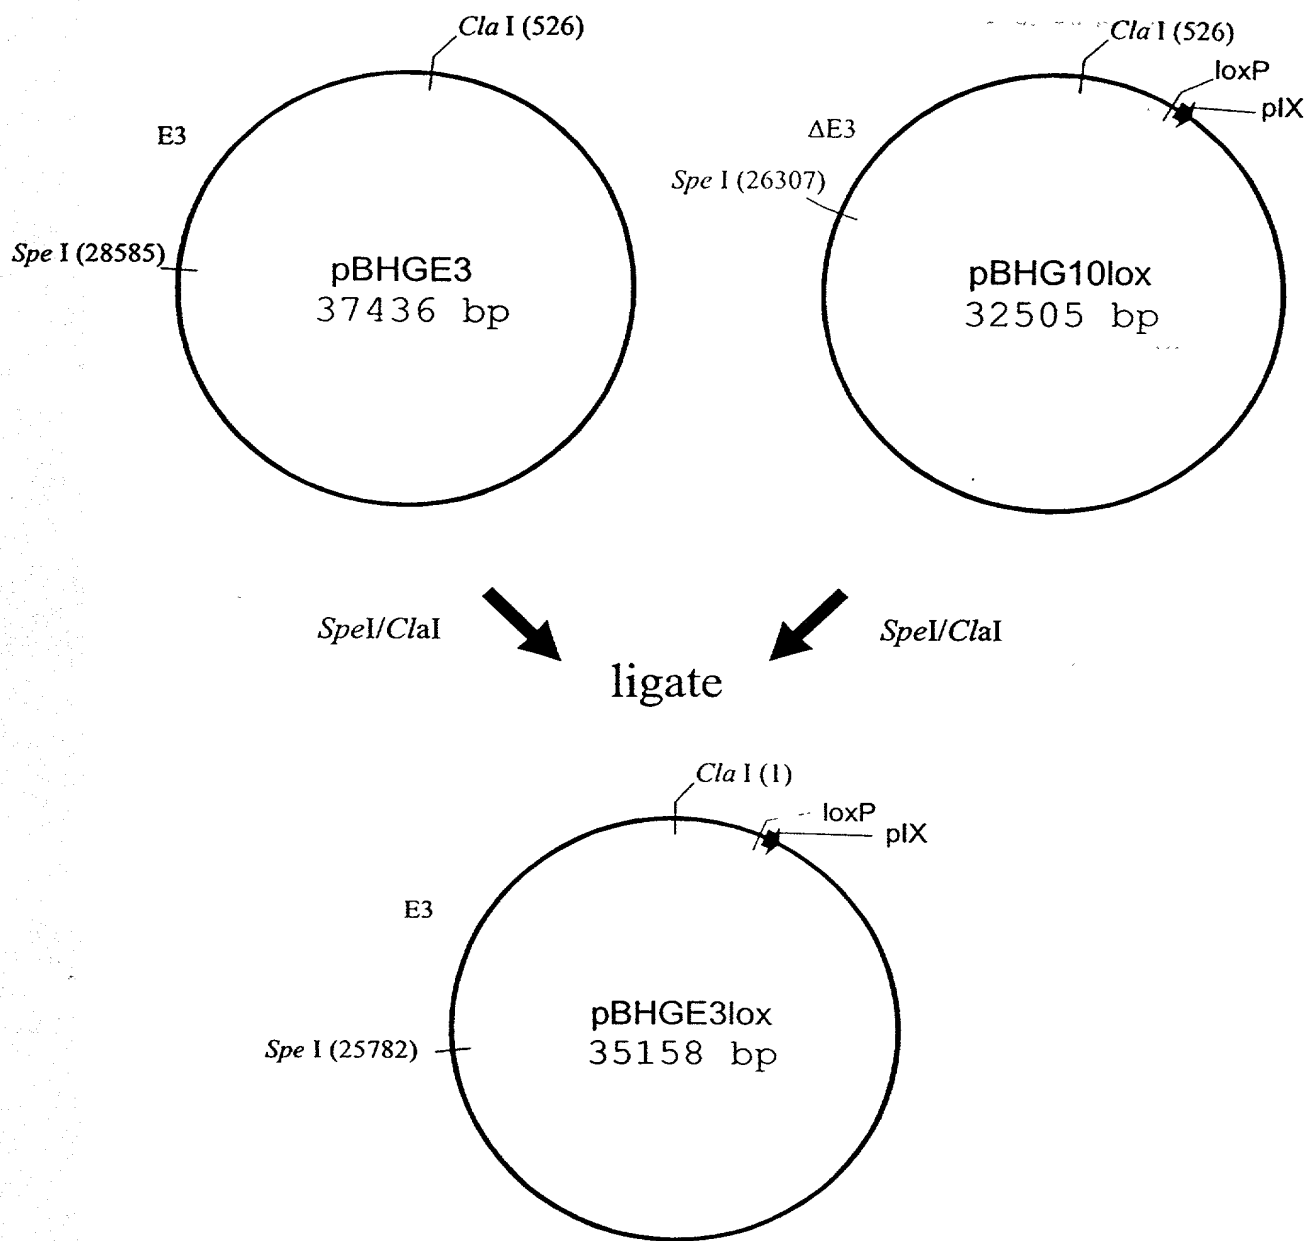 Cla I (526)
E3
Spe I (28585)
pBHGE3
37436 bp
Cla I (526)
loxP
pIX
ΔE3
Spe I (26307)
pBHG10lox
32505 bp
SpeI/ClaI
SpeI/ClaI
ligate
Cla I (1)
loxP
pIX
E3
Spe I (25782)
pBHGE3lox
35158 bp